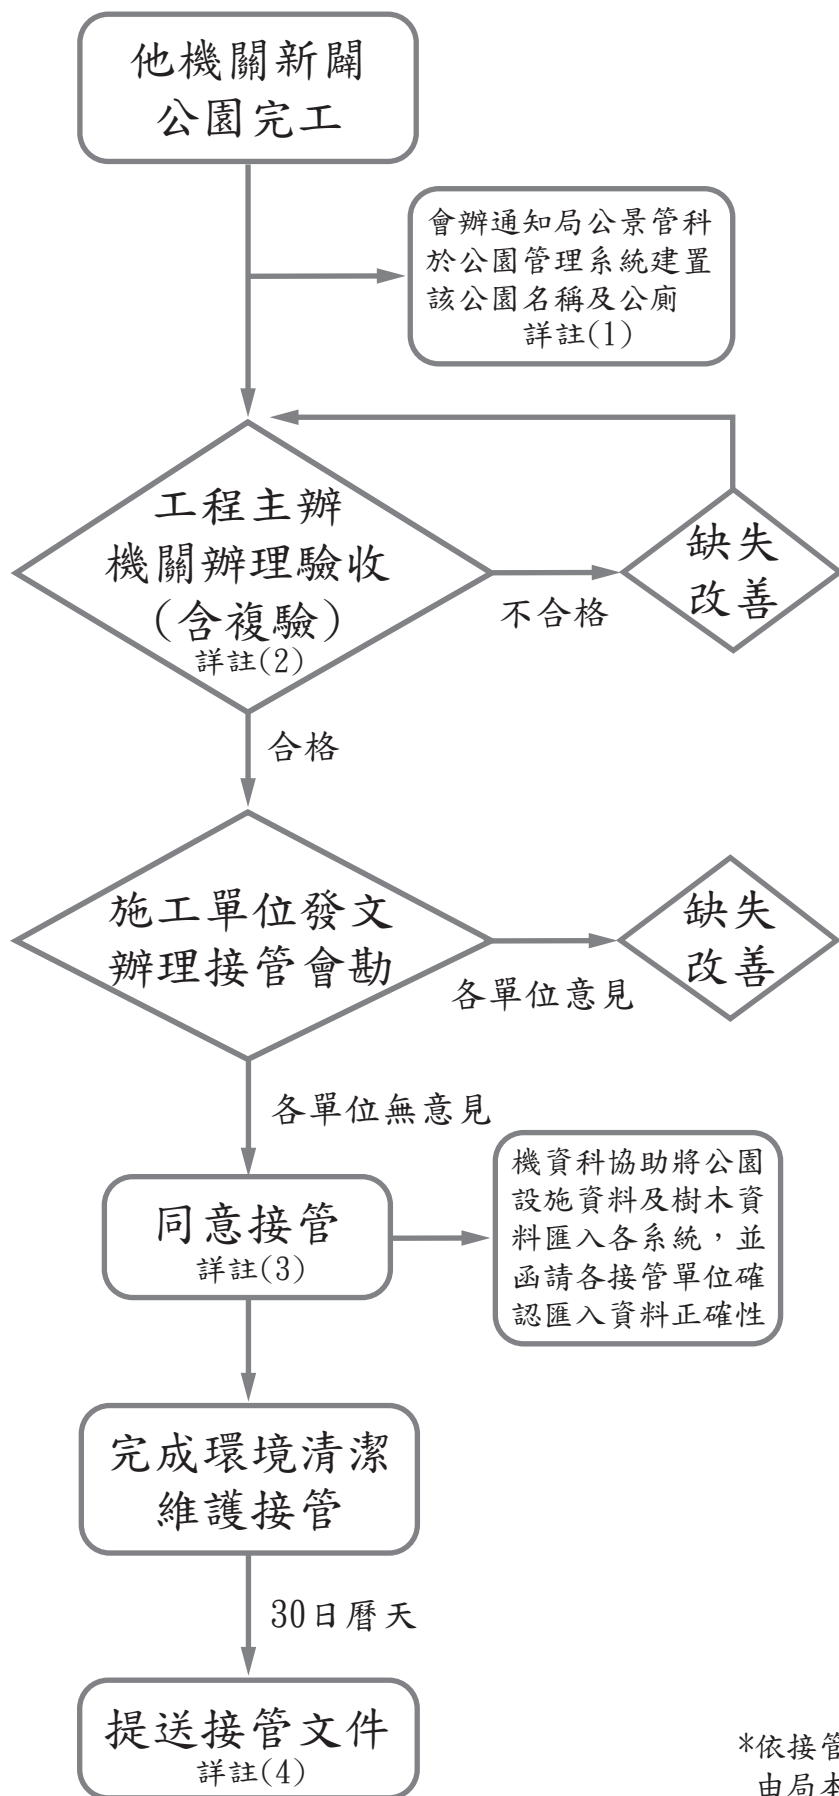 他機關新闢
公園完工
會辦通知局公景管科
於公園管理系統建置
該公園名稱及公廁
詳註(1)
工程主辦
機關辦理驗收
(含複驗)
詳註(2)
不合格
缺失
改善
合格
施工單位發文
辦理接管會勘
各單位意見
缺失
改善
各單位無意見
同意接管
詳註(3)
機資科協助將公園
設施資料及樹木資
料匯入各系統，並
函請各接管單位確
認匯入資料正確性
完成環境清潔
維護接管
30日曆天
提送接管文件
詳註(4)
*依接管
由局本